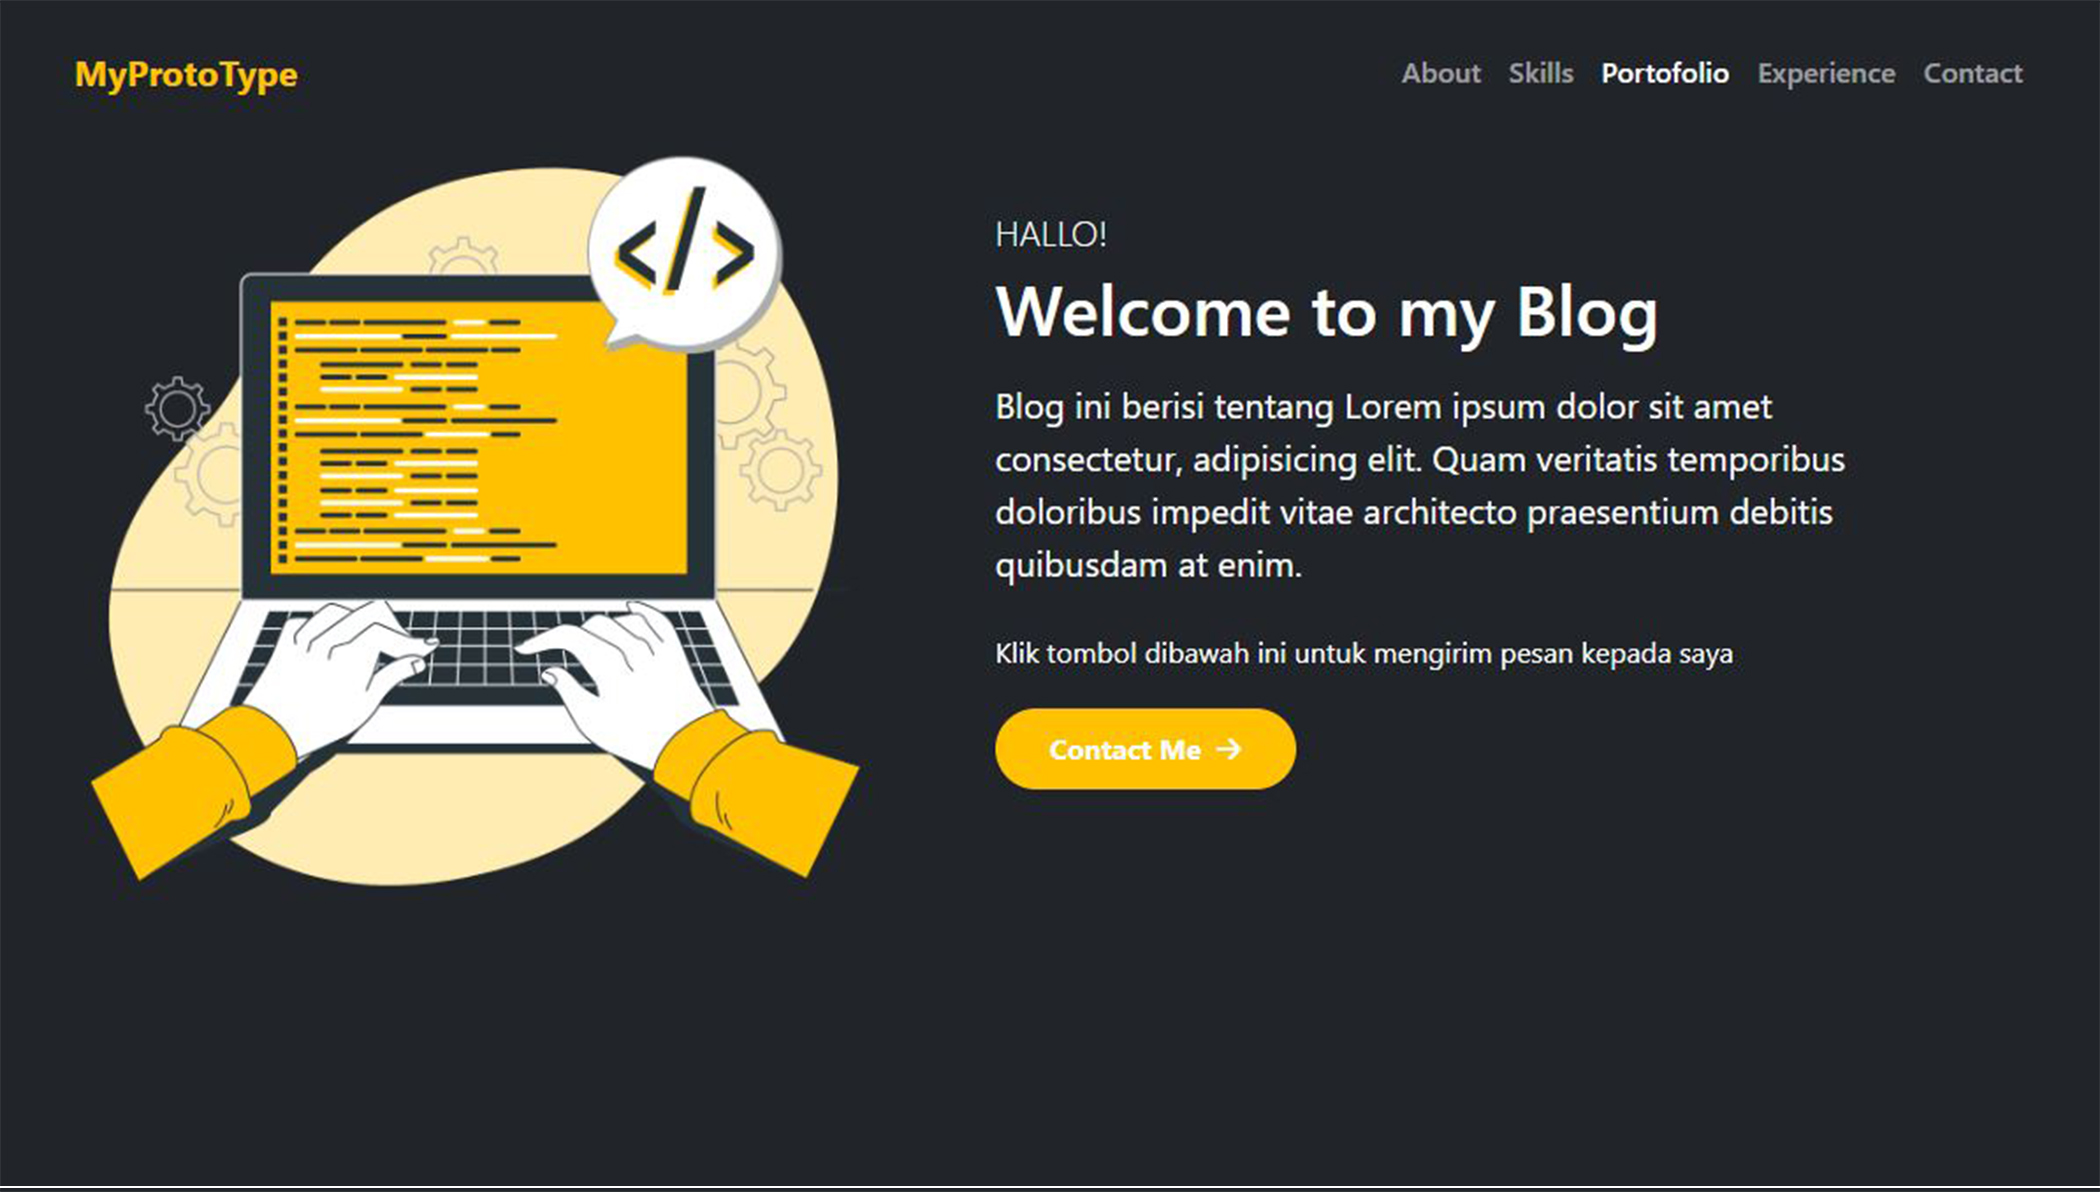 MyProtoType
About Skills Portofolio Experience Contact
</>
HALLO!
Welcome to my Blog
Blog ini berisi tentang Lorem ipsum dolor sit amet
consectetur, adipisicing elit. Quam veritatis temporibus
doloribus impedit vitae architecto praesentium debitis
quibusdam at enim.
Klik tombol dibawah ini untuk mengirim pesan kepada saya
Contact Me →